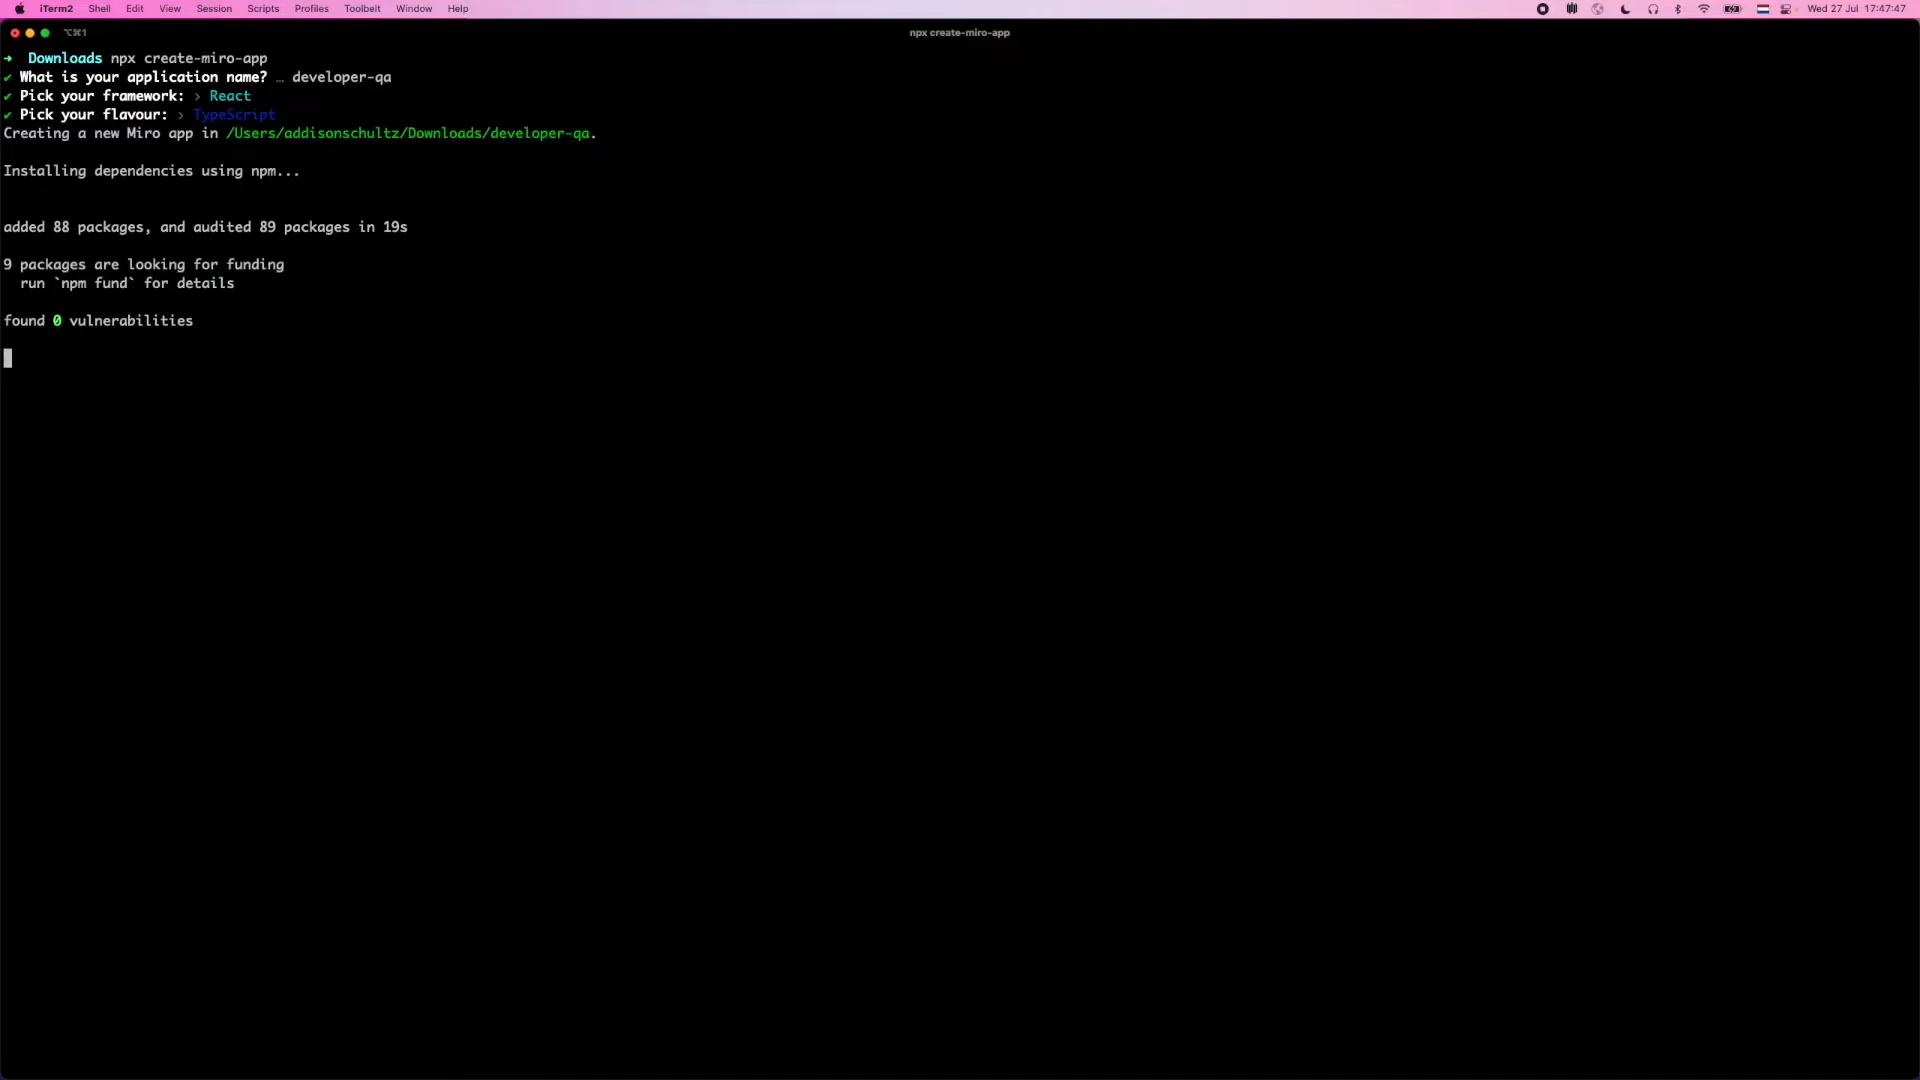 iTerm2 Shell Edit View Session Scripts Profiles Toolbelt Window Help Wed 27 Jul 17:47:47
⌥⌘1 npx create-miro-app
➜ Downloads npx create-miro-app
✔ What is your application name? … developer-qa
✔ Pick your framework: › React
✔ Pick your flavour: › TypeScript
Creating a new Miro app in /Users/addisonschultz/Downloads/developer-qa.
Installing dependencies using npm...
added 88 packages, and audited 89 packages in 19s
9 packages are looking for funding
run `npm fund` for details
found 0 vulnerabilities